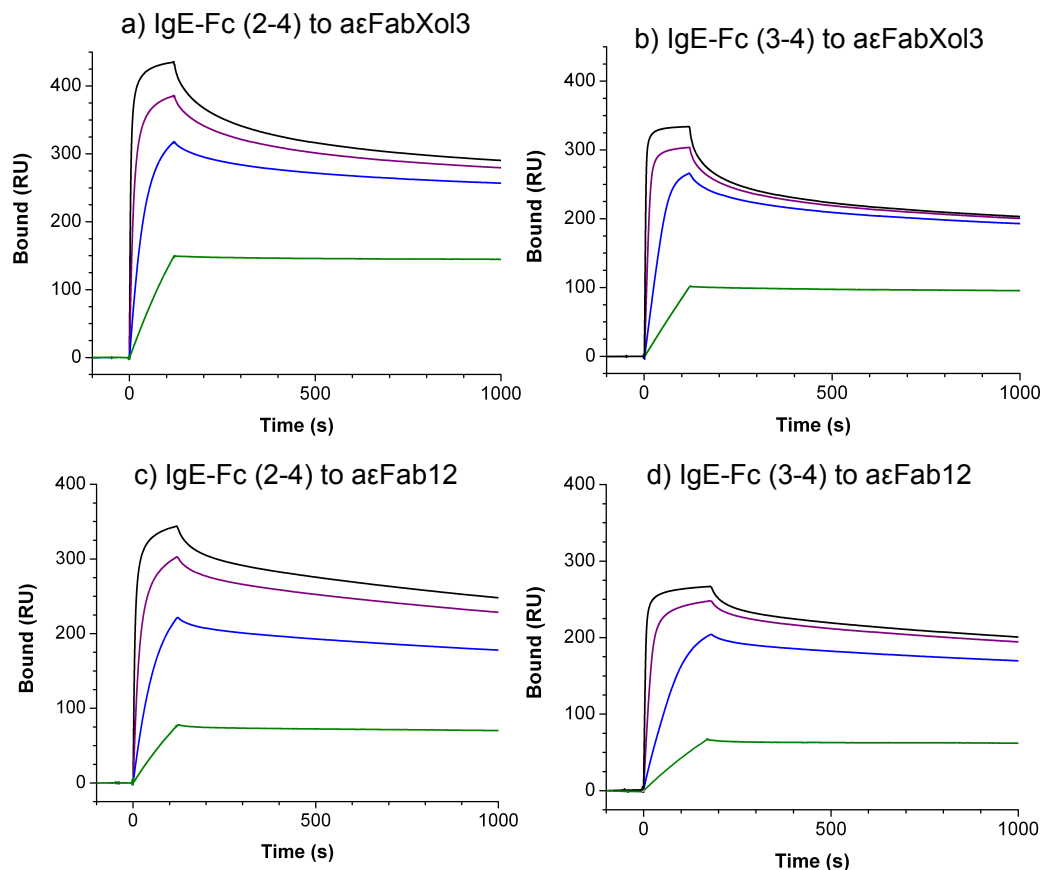 a) IgE-Fc (2-4) to aεFabXol3
400
300
200
100
0
Bound (RU)
0
500
1000
Time (s)
b) IgE-Fc (3-4) to aεFabXol3
400
300
200
100
0
Bound (RU)
0
500
1000
Time (s)
c) IgE-Fc (2-4) to aεFab12
400
300
200
100
0
Bound (RU)
0
500
1000
Time (s)
d) IgE-Fc (3-4) to aεFab12
400
300
200
100
0
Bound (RU)
0
500
1000
Time (s)